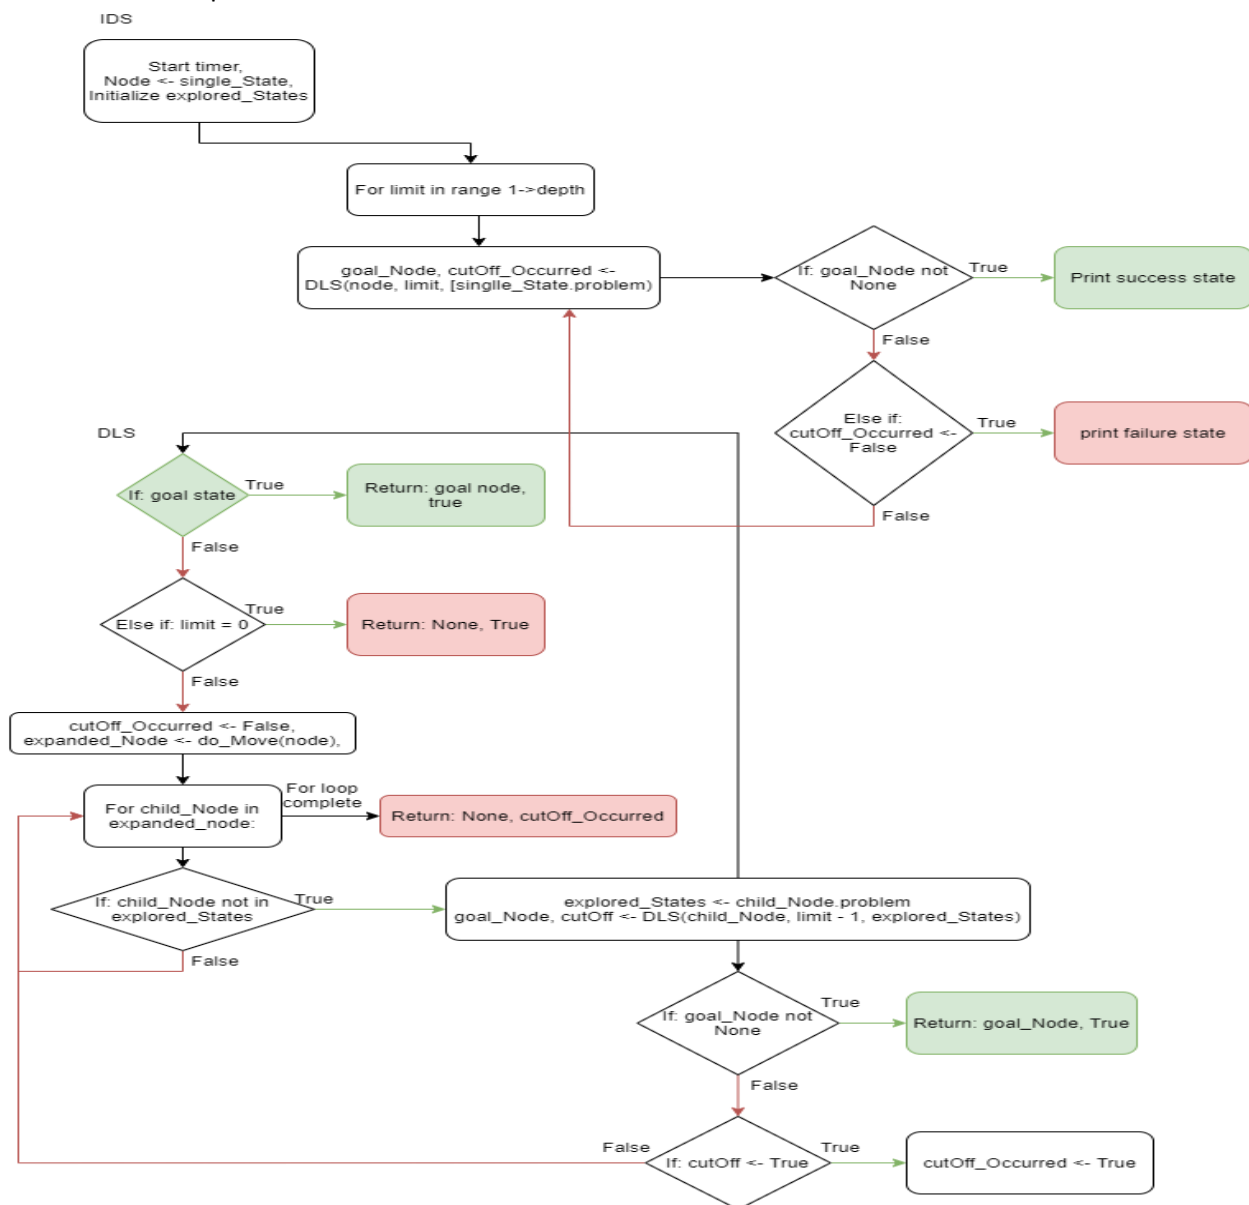 IDS
Start timer,
Node <- single_State,
Initialize explored_States
For limit in range 1->depth
goal_Node, cutOff_Occurred <-
DLS(node, limit, [singlle_State.problem)
If: goal_Node not
None
True
Print success state
False
Else if:
cutOff_Occurred <-
False
True
print failure state
False
DLS
If: goal state
True
Return: goal node,
true
False
Else if: limit = 0
True
Return: None, True
False
cutOff_Occurred <- False,
expanded_Node <- do_Move(node),
For child_Node in
expanded_node:
For loop
complete
Return: None, cutOff_Occurred
If: child_Node not in
explored_States
True
False
explored_States <- child_Node.problem
goal_Node, cutOff <- DLS(child_Node, limit - 1, explored_States)
If: goal_Node not
None
True
Return: goal_Node, True
False
If: cutOff <- True
False
True
cutOff_Occurred <- True